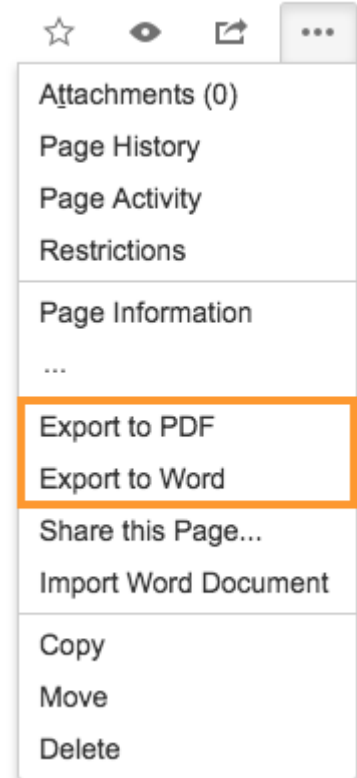 Attachments (0)
Page History
Page Activity
Restrictions
Page Information
...
Export to PDF
Export to Word
Share this Page...
Import Word Document
Copy
Move
Delete